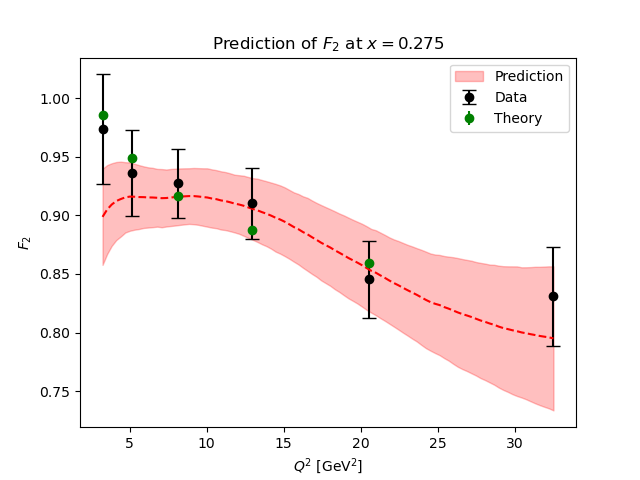 Prediction of $F_2$ at $x = 0.275$
Prediction
Data
Theory
1.00
0.95
0.90
0.85
0.80
0.75
$F_2$
5
10
15
20
25
30
$Q^2$ [GeV$^2$]